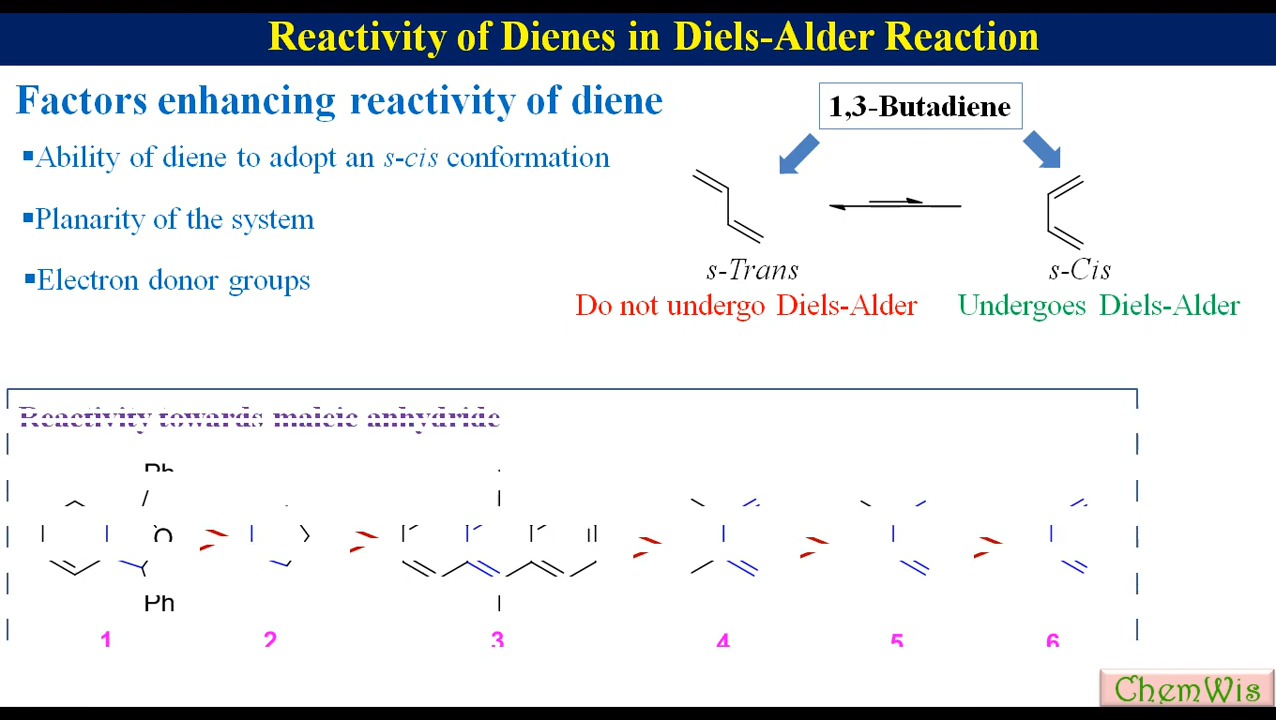 Reactivity of Dienes in Diels-Alder Reaction
Factors enhancing reactivity of diene
1,3-Butadiene
▪Ability of diene to adopt an s-cis conformation
▪Planarity of the system
▪Electron donor groups
s-Trans
s-Cis
Do not undergo Diels-Alder
Undergoes Diels-Alder
Reactivity towards maleic anhydride
Ph
O
> > > > >
Ph
1 2 3 4 5 6
ChemWis